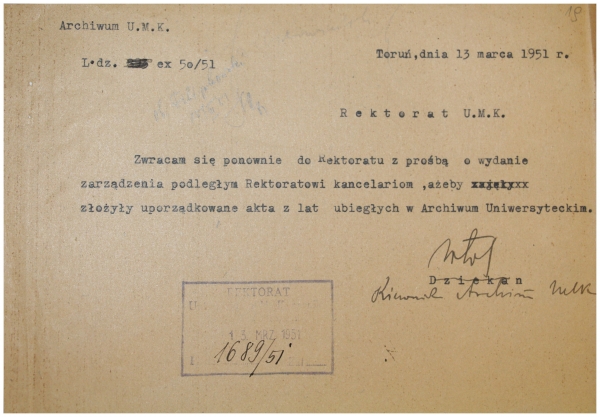 19
Archiwum U.M.K.
Toruń,dnia 13 marca 1951 r.
L.dz. ex 50/51
Rektorat U.M.K.
Zwracam się ponownie do Rektoratu z prośbą o wydanie
zarządzenia podległym Rektoratowi kancelariom ,ażeby
złożyły uporządkowane akta z lat ubiegłych w Archiwum Uniwersyteckim.
Dziekan
Kierownik Archiwum UMK
REKTORAT
13 MRZ 1951
1689/51